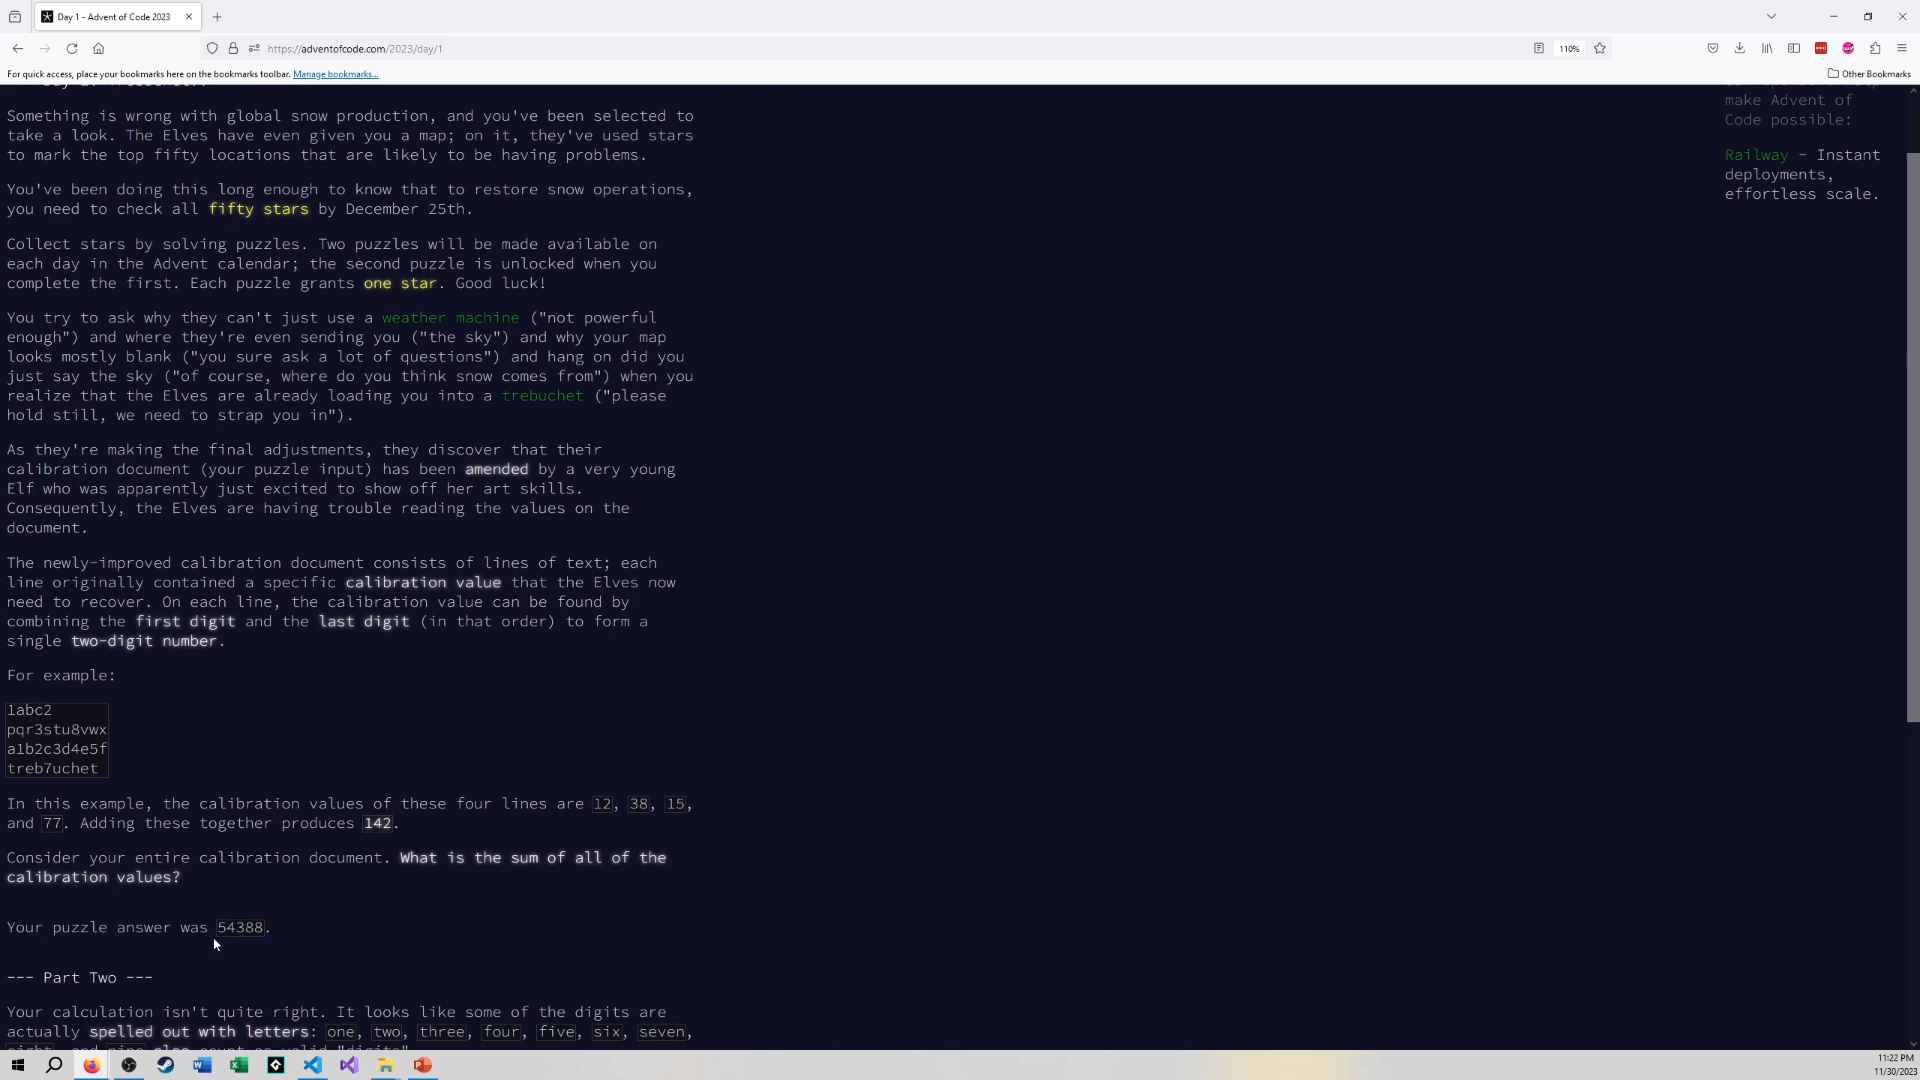 Day 1 - Advent of Code 2023
https://adventofcode.com/2023/day/1
110%
For quick access, place your bookmarks here on the bookmarks toolbar. Manage bookmarks...
Other Bookmarks
Something is wrong with global snow production, and you've been selected to
take a look. The Elves have even given you a map; on it, they've used stars
to mark the top fifty locations that are likely to be having problems.
You've been doing this long enough to know that to restore snow operations,
you need to check all fifty stars by December 25th.
Collect stars by solving puzzles. Two puzzles will be made available on
each day in the Advent calendar; the second puzzle is unlocked when you
complete the first. Each puzzle grants one star. Good luck!
You try to ask why they can't just use a weather machine ("not powerful
enough") and where they're even sending you ("the sky") and why your map
looks mostly blank ("you sure ask a lot of questions") and hang on did you
just say the sky ("of course, where do you think snow comes from") when you
realize that the Elves are already loading you into a trebuchet ("please
hold still, we need to strap you in").
As they're making the final adjustments, they discover that their
calibration document (your puzzle input) has been amended by a very young
Elf who was apparently just excited to show off her art skills.
Consequently, the Elves are having trouble reading the values on the
document.
The newly-improved calibration document consists of lines of text; each
line originally contained a specific calibration value that the Elves now
need to recover. On each line, the calibration value can be found by
combining the first digit and the last digit (in that order) to form a
single two-digit number.
For example:
1abc2
pqr3stu8vwx
a1b2c3d4e5f
treb7uchet
In this example, the calibration values of these four lines are 12, 38, 15,
and 77. Adding these together produces 142.
Consider your entire calibration document. What is the sum of all of the
calibration values?
Your puzzle answer was 54388.
--- Part Two ---
Your calculation isn't quite right. It looks like some of the digits are
actually spelled out with letters: one, two, three, four, five, six, seven,
make Advent of
Code possible:
Railway - Instant
deployments,
effortless scale.
11:22 PM
11/30/2023